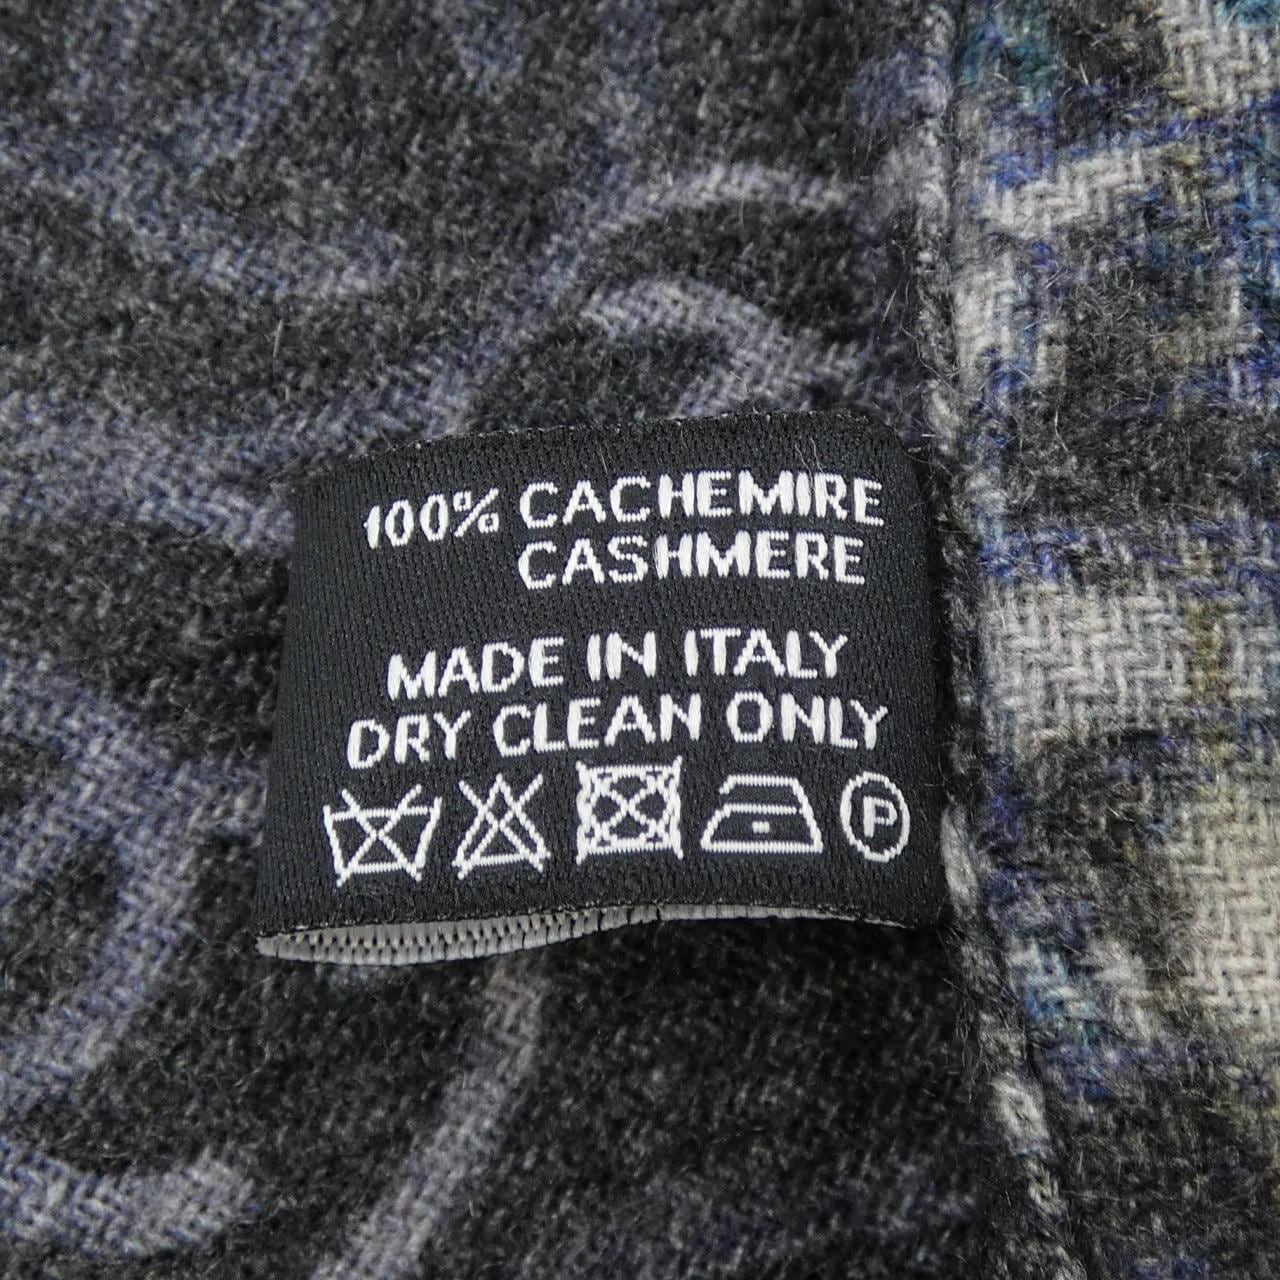 100% CACHEMIRE
CASHMERE
MADE IN ITALY
DRY CLEAN ONLY
P